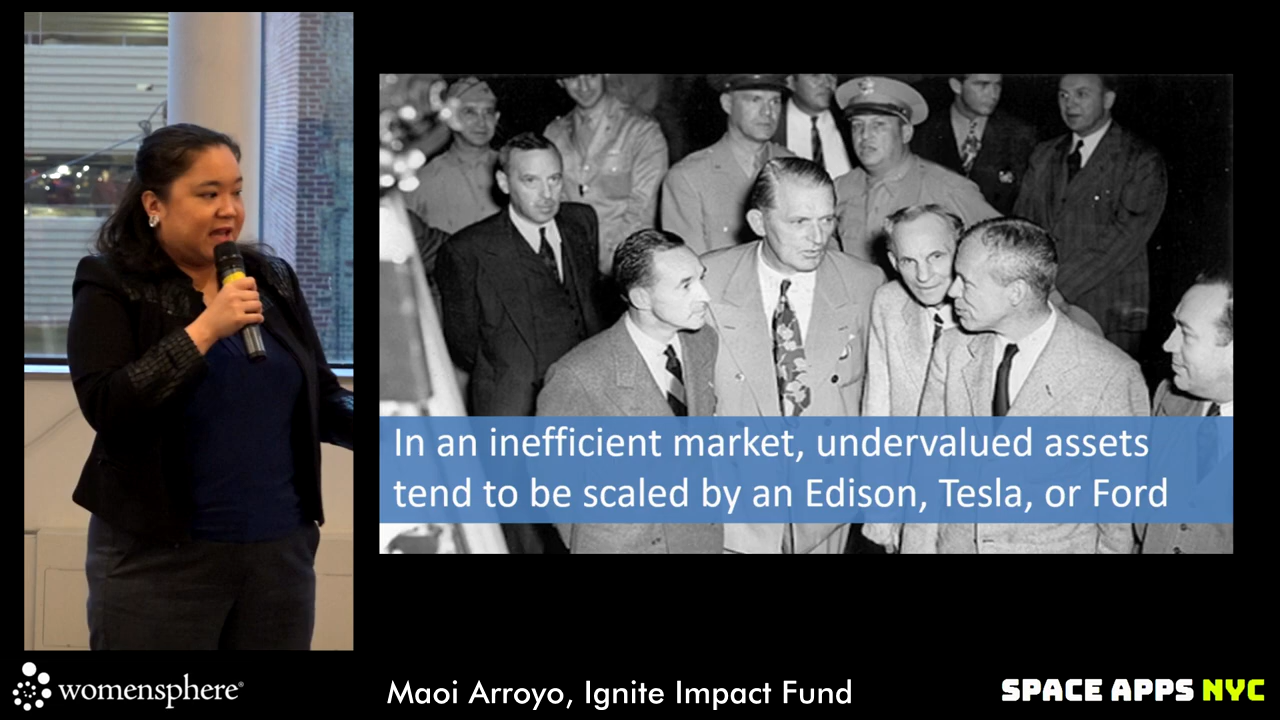 In an inefficient market, undervalued assets
tend to be scaled by an Edison, Tesla, or Ford
womensphere®
Maoi Arroyo, Ignite Impact Fund
SPACE APPS NYC